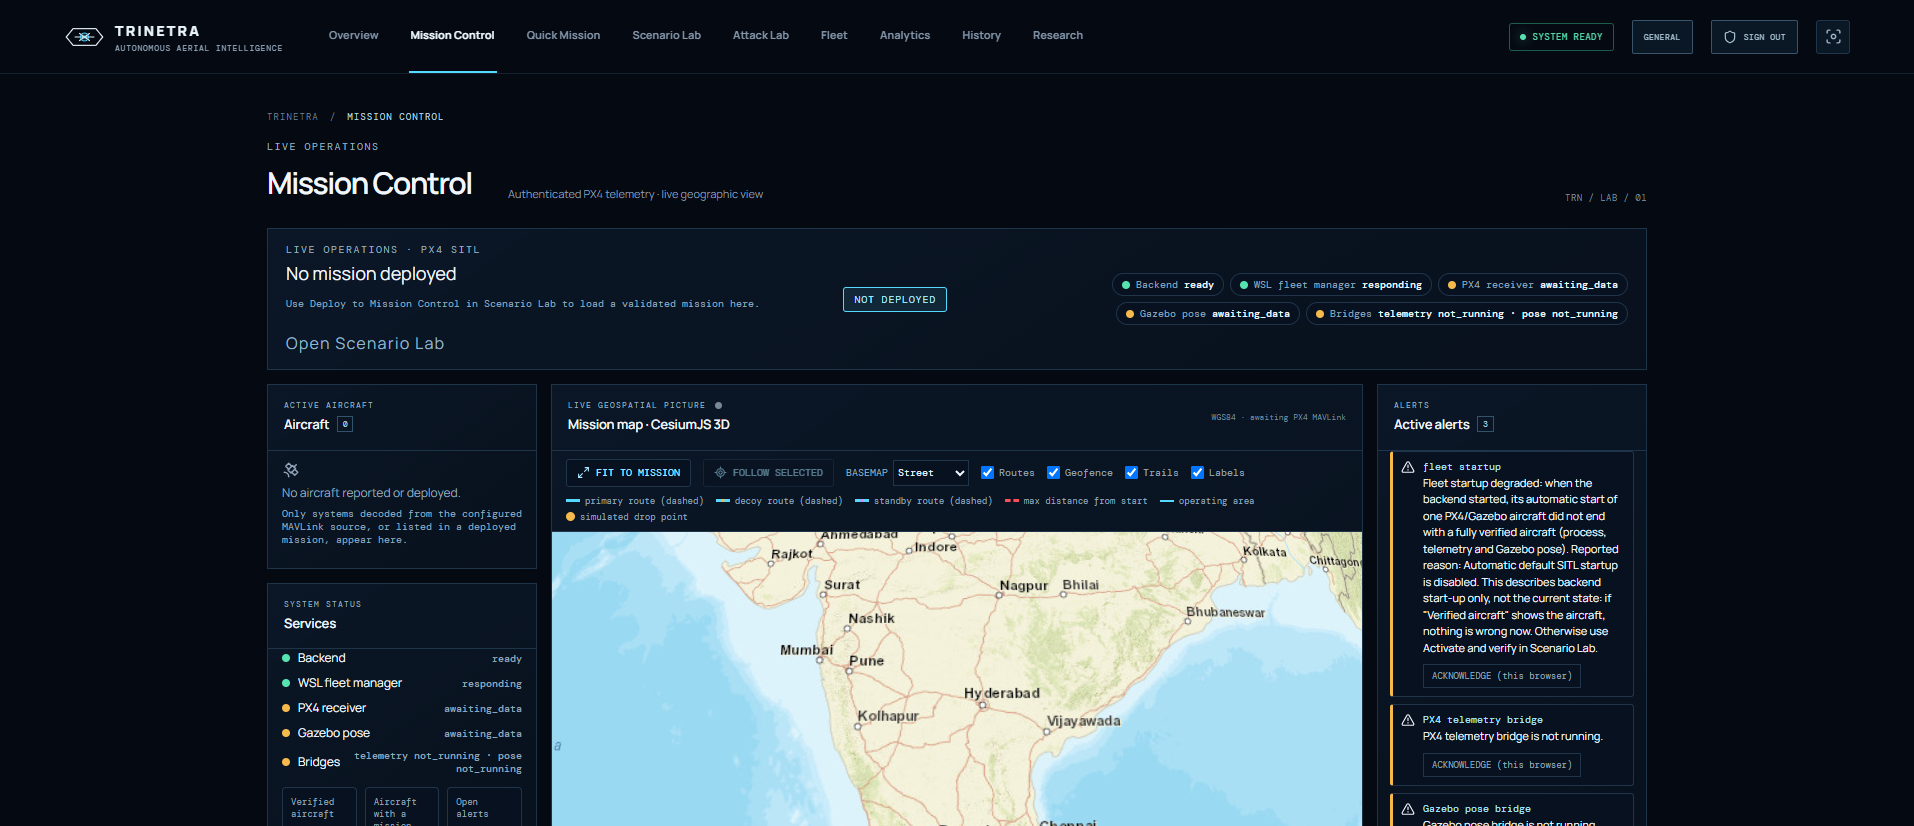 TRINETRA
AUTONOMOUS AERIAL INTELLIGENCE
Overview
Mission Control
Quick Mission
Scenario Lab
Attack Lab
Fleet
Analytics
History
Research
SYSTEM READY
GENERAL
SIGN OUT
TRINETRA / MISSION CONTROL
LIVE OPERATIONS
Mission Control
Authenticated PX4 telemetry · live geographic view
TRN / LAB / 01
LIVE OPERATIONS · PX4 SITL
No mission deployed
Use Deploy to Mission Control in Scenario Lab to load a validated mission here.
Open Scenario Lab
NOT DEPLOYED
Backend ready
WSL fleet manager responding
PX4 receiver awaiting_data
Gazebo pose awaiting_data
Bridges telemetry not_running · pose not_running
ACTIVE AIRCRAFT
Aircraft 0
No aircraft reported or deployed.
Only systems decoded from the configured
MAVLink source, or listed in a deployed
mission, appear here.
SYSTEM STATUS
Services
Backend ready
WSL fleet manager responding
PX4 receiver awaiting_data
Gazebo pose awaiting_data
Bridges telemetry not_running · pose
not_running
Verified
aircraft
Aircraft
with a
mission
Open
alerts
LIVE GEOSPATIAL PICTURE
Mission map · CesiumJS 3D
WGS84 · awaiting PX4 MAVLink
FIT TO MISSION
FOLLOW SELECTED
BASEMAP Street
Routes
Geofence
Trails
Labels
primary route (dashed)
decoy route (dashed)
standby route (dashed)
max distance from start
operating area
simulated drop point
Ahmedabad
Rajkot
Indore
Kolkata
Chittagong
Surat
Nagpur
Bhilai
Nashik
Bhubaneswar
Mumbai
Pune
Hyderabad
Kolhapur
Vijayawada
a
Chennai
ALERTS
Active alerts 3
fleet startup
Fleet startup degraded: when the
backend started, its automatic start of
one PX4/Gazebo aircraft did not end
with a fully verified aircraft (process,
telemetry and Gazebo pose). Reported
reason: Automatic default SITL startup
is disabled. This describes backend
start-up only, not the current state: if
"Verified aircraft" shows the aircraft,
nothing is wrong now. Otherwise use
Activate and verify in Scenario Lab.
ACKNOWLEDGE (this browser)
PX4 telemetry bridge
PX4 telemetry bridge is not running.
ACKNOWLEDGE (this browser)
Gazebo pose bridge
Gazebo pose bridge is not running.